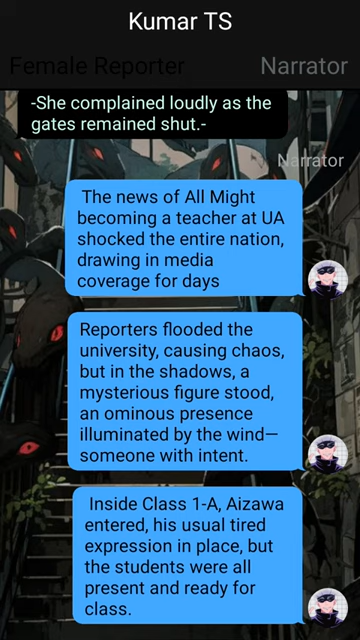 Kumar TS
Female Reporter
Narrator
-She complained loudly as the
gates remained shut.-
Narrator
The news of All Might
becoming a teacher at UA
shocked the entire nation,
drawing in media
coverage for days
Reporters flooded the
university, causing chaos,
but in the shadows, a
mysterious figure stood,
an ominous presence
illuminated by the wind—
someone with intent.
Inside Class 1-A, Aizawa
entered, his usual tired
expression in place, but
the students were all
present and ready for
class.